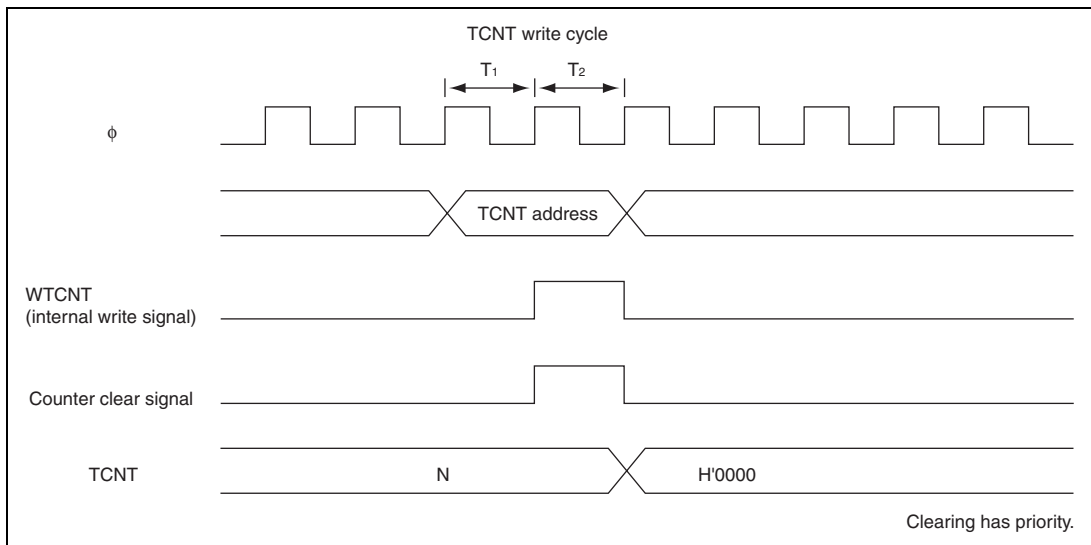 TCNT write cycle
T1 T2
ϕ
TCNT address
WTCNT
(internal write signal)
Counter clear signal
TCNT N H'0000
Clearing has priority.